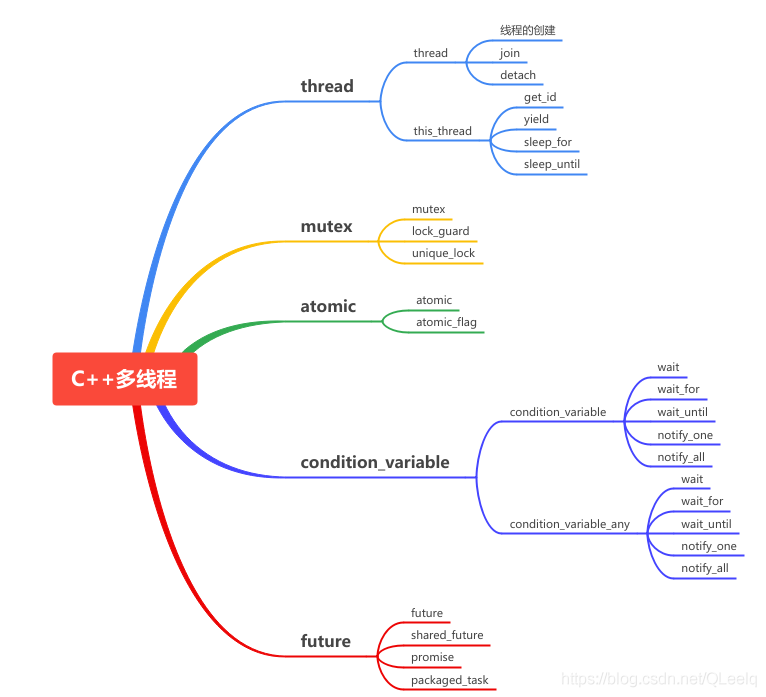 C++多线程
thread
thread
线程的创建
join
detach
this_thread
get_id
yield
sleep_for
sleep_until
mutex
mutex
lock_guard
unique_lock
atomic
atomic
atomic_flag
condition_variable
condition_variable
wait
wait_for
wait_until
notify_one
notify_all
condition_variable_any
wait
wait_for
wait_until
notify_one
notify_all
future
future
shared_future
promise
packaged_task
https://blog.csdn.net/QLeelq